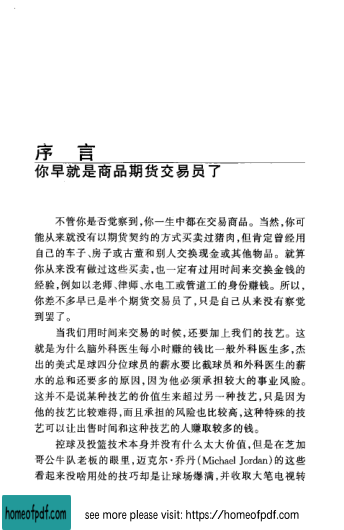 序 言
你早就是商品期货交易员了
不管你是否觉察到,你一生中都在交易商品。当然,你可
能从来就没有以期货契约的方式买卖过猪肉,但肯定曾经用
自己的车子、房子或古董和别人交换现金或其他物品。就算
你从来没有做过这些买卖,也一定有过用时间来交换金钱的
经验,例如以老师、律师、水电工或管道工的身份赚钱。所以,
你差不多早已是半个期货交易员了,只是自己从来没有察觉
到罢了。
当我们用时间来交易的时候,还要加上我们的技艺。这
就是为什么脑外科医生每小时赚的钱比一般外科医生多,杰
出的美式足球四分位球员的薪水要比截球员和外科医生的薪
水的总和还要多的原因,因为他必须承担较大的事业风险。
这并不是说某种技艺的价值生来超过另一种技艺,只是因为
他的技艺比较难得,而且承担的风险也比较高,这种特殊的技
艺可以让出售时间和这种技艺的人赚取较多的钱。
控球及投篮技术本身并没有什么太大价值,但是在芝加
哥公牛队老板的眼里,迈克尔·乔丹(Michael Jordan)的这些
看起来没啥用处的技巧却是让球场爆满,并收取大笔电视转
homeofpdf.com
see more please visit: https://homeofpdf.com